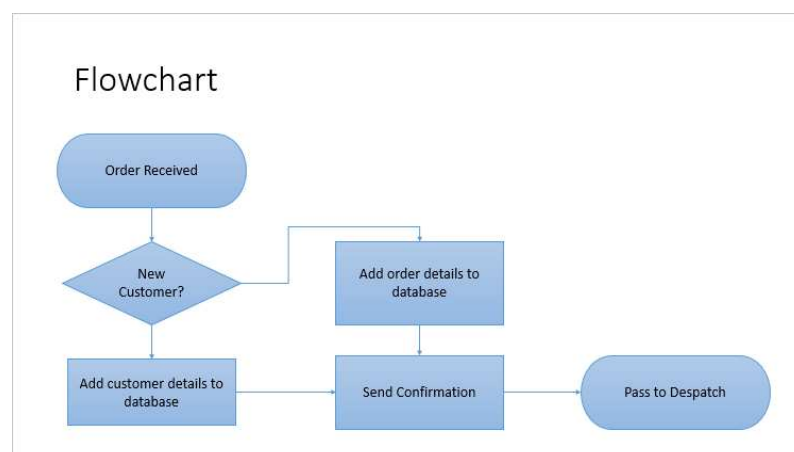 Flowchart
Order Received
New
Customer?
Add order details to
database
Add customer details to
database
Send Confirmation
Pass to Despatch